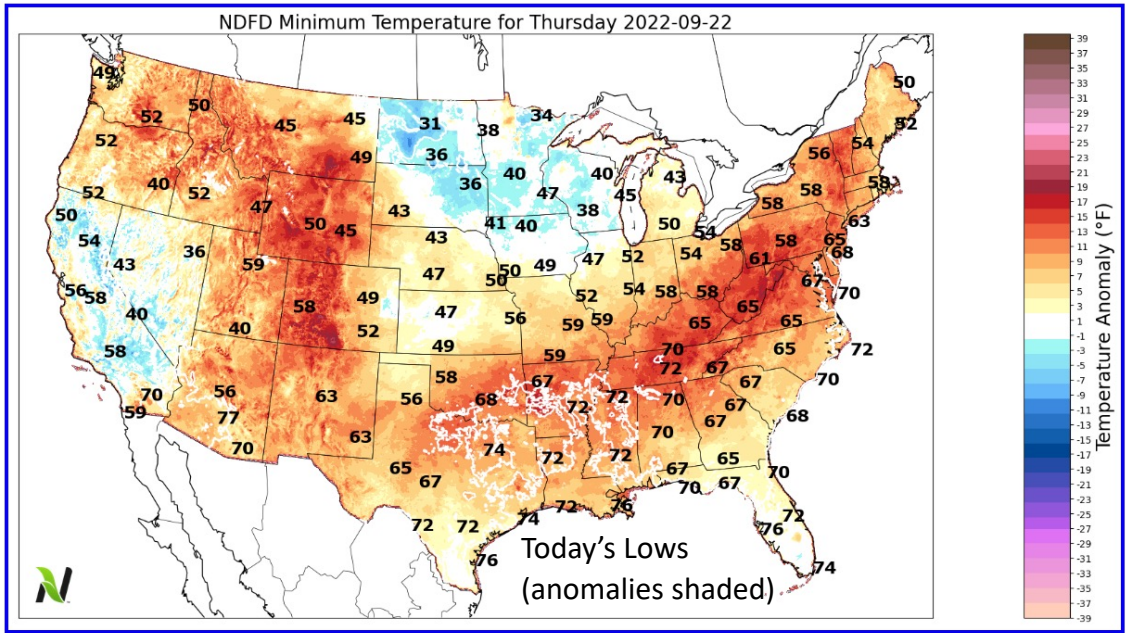 NDFD Minimum Temperature for Thursday 2022-09-22
49 50
50
52 45 45 31 38 34 52
52 49 36 56 54
40 52 36 40 47 40 45 43 58 58
52 47 43 38 58
50 50 45 41 40 50 54 63
54 36 43 58 58 65
43 59 47 50 49 47 52 54 61 68
50 67
56 58 58 49 52 54 58 58 70
40 47 56 59 59 65
40 52 65 65
58 49 59 70 65 72
70 56 63 56 58 67 72 67 67 70
59 77 68 72 72 70 67 68
70 63 74 72 72 70 67
65 67 67 65 70
67 70 67
72 72 74 72 76 76 72
76 74
Today's Lows
(anomalies shaded)
N
Temperature Anomaly (°F)
39
37
35
33
31
29
27
25
23
21
19
17
15
13
11
9
7
5
3
1
-1
-3
-5
-7
-9
-11
-13
-15
-17
-19
-21
-23
-25
-27
-29
-31
-33
-35
-37
-39